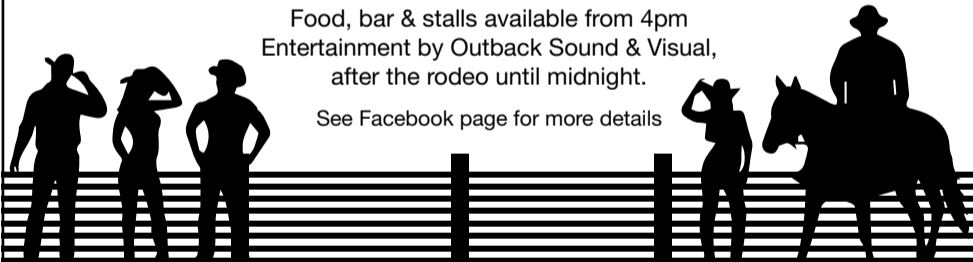 Food, bar & stalls available from 4pm
Entertainment by Outback Sound & Visual,
after the rodeo until midnight.
See Facebook page for more details